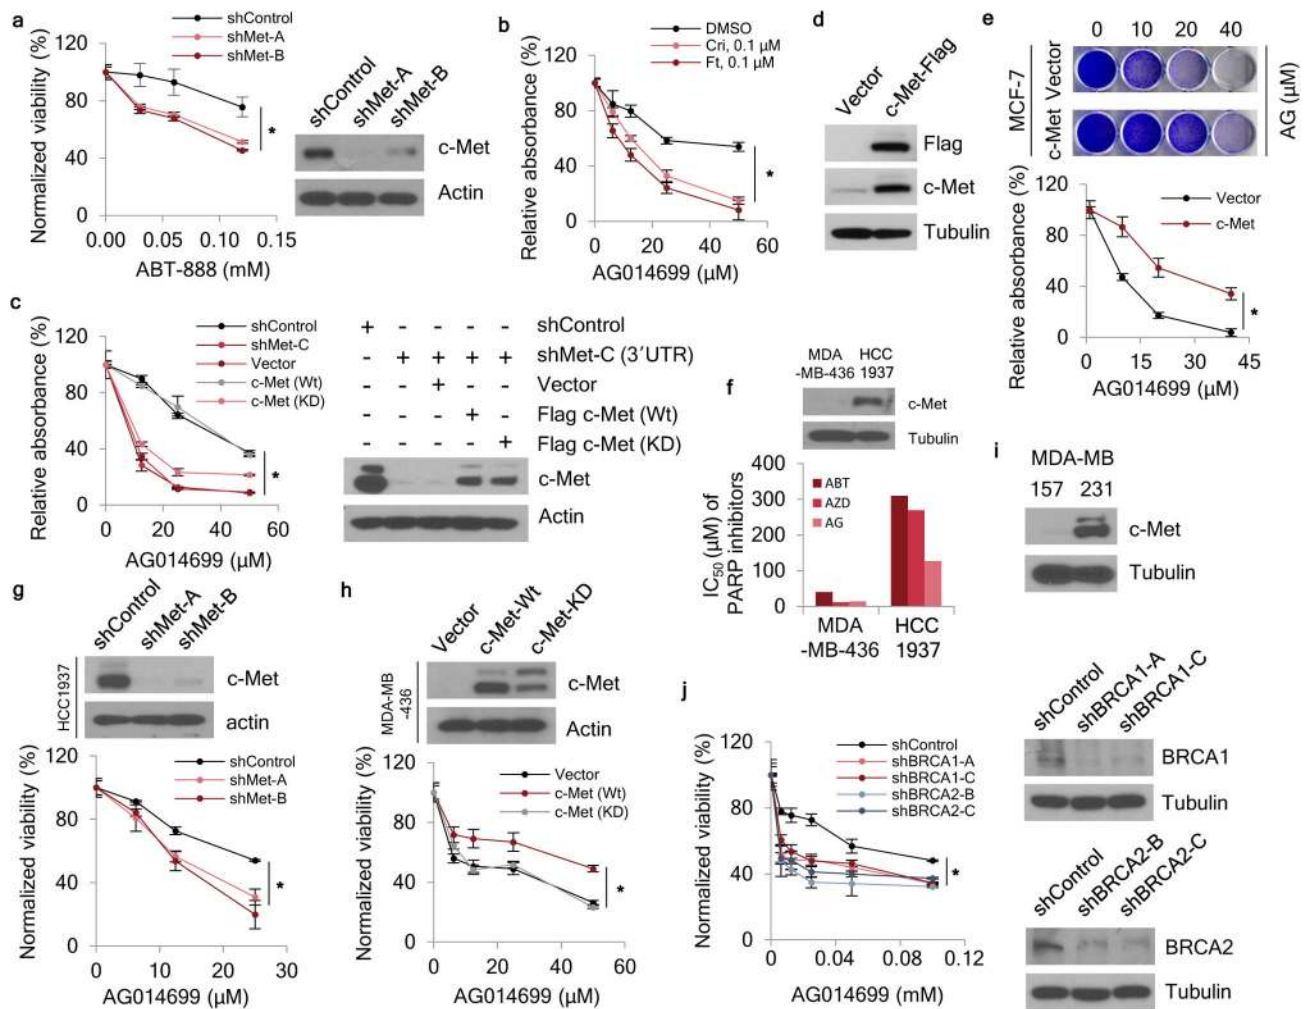 a
shControl
shMet-A
shMet-B
Normalized viability (%)
120
80
40
0
0.00 0.05 0.10 0.15
ABT-888 (mM)
*
shControl
shMet-A
shMet-B
c-Met
Actin
b
DMSO
Cri, 0.1 µM
Ft, 0.1 µM
Relative absorbance (%)
120
80
40
0
0 20 40 60
AG014699 (µM)
*
d
Vector
c-Met-Flag
Flag
c-Met
Tubulin
e
0 10 20 40
MCF-7
Vector
c-Met
AG (µM)
Vector
c-Met
Relative absorbance (%)
120
80
40
0
0 15 30 45
AG014699 (µM)
*
c
shControl
shMet-C
Vector
c-Met (Wt)
c-Met (KD)
Relative absorbance (%)
120
80
40
0
0 20 40 60
AG014699 (µM)
*
+ - - - - shControl
- + + + + shMet-C (3′UTR)
- - + - - Vector
- - - + - Flag c-Met (Wt)
- - - - + Flag c-Met (KD)
c-Met
Actin
f
MDA
-MB-436
HCC
1937
c-Met
Tubulin
ABT
AZD
AG
IC50 (µM) of
PARP inhibitors
400
300
200
100
0
MDA
-MB-436
HCC
1937
i
MDA-MB
157 231
c-Met
Tubulin
g
shControl
shMet-A
shMet-B
HCC1937
c-Met
actin
shControl
shMet-A
shMet-B
Normalized viability (%)
120
80
40
0
0 10 20 30
AG014699 (µM)
*
h
Vector
c-Met-Wt
c-Met-KD
MDA-MB
-436
c-Met
Actin
Vector
c-Met (Wt)
c-Met (KD)
Normalized viability (%)
120
80
40
0
0 20 40 60
AG014699 (µM)
*
j
shControl
shBRCA1-A
shBRCA1-C
shBRCA2-B
shBRCA2-C
Normalized viability (%)
120
80
40
0
0.00 0.04 0.08 0.12
AG014699 (mM)
*
shControl
shBRCA1-A
shBRCA1-C
BRCA1
Tubulin
shControl
shBRCA2-B
shBRCA2-C
BRCA2
Tubulin